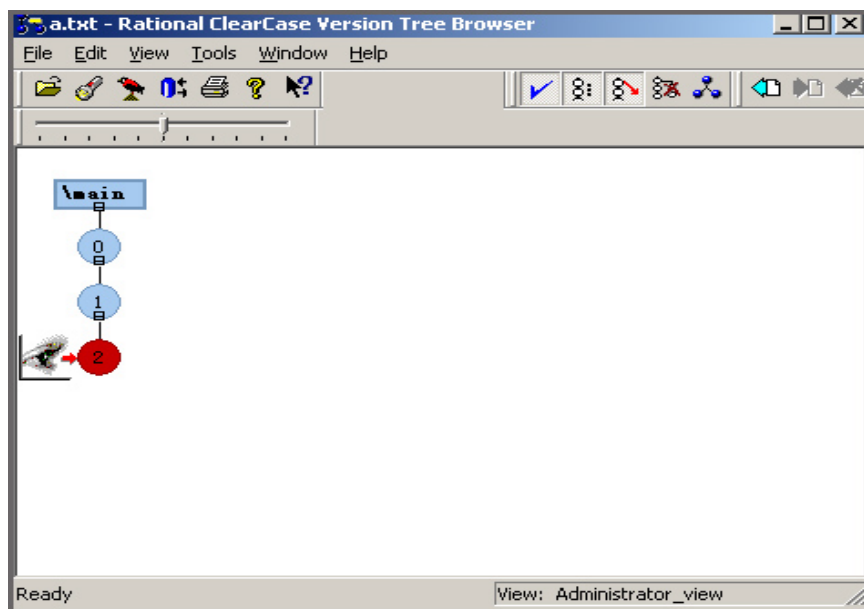 a.txt - Rational ClearCase Version Tree Browser
File Edit View Tools Window Help
\main
0
1
2
Ready View: Administrator_view